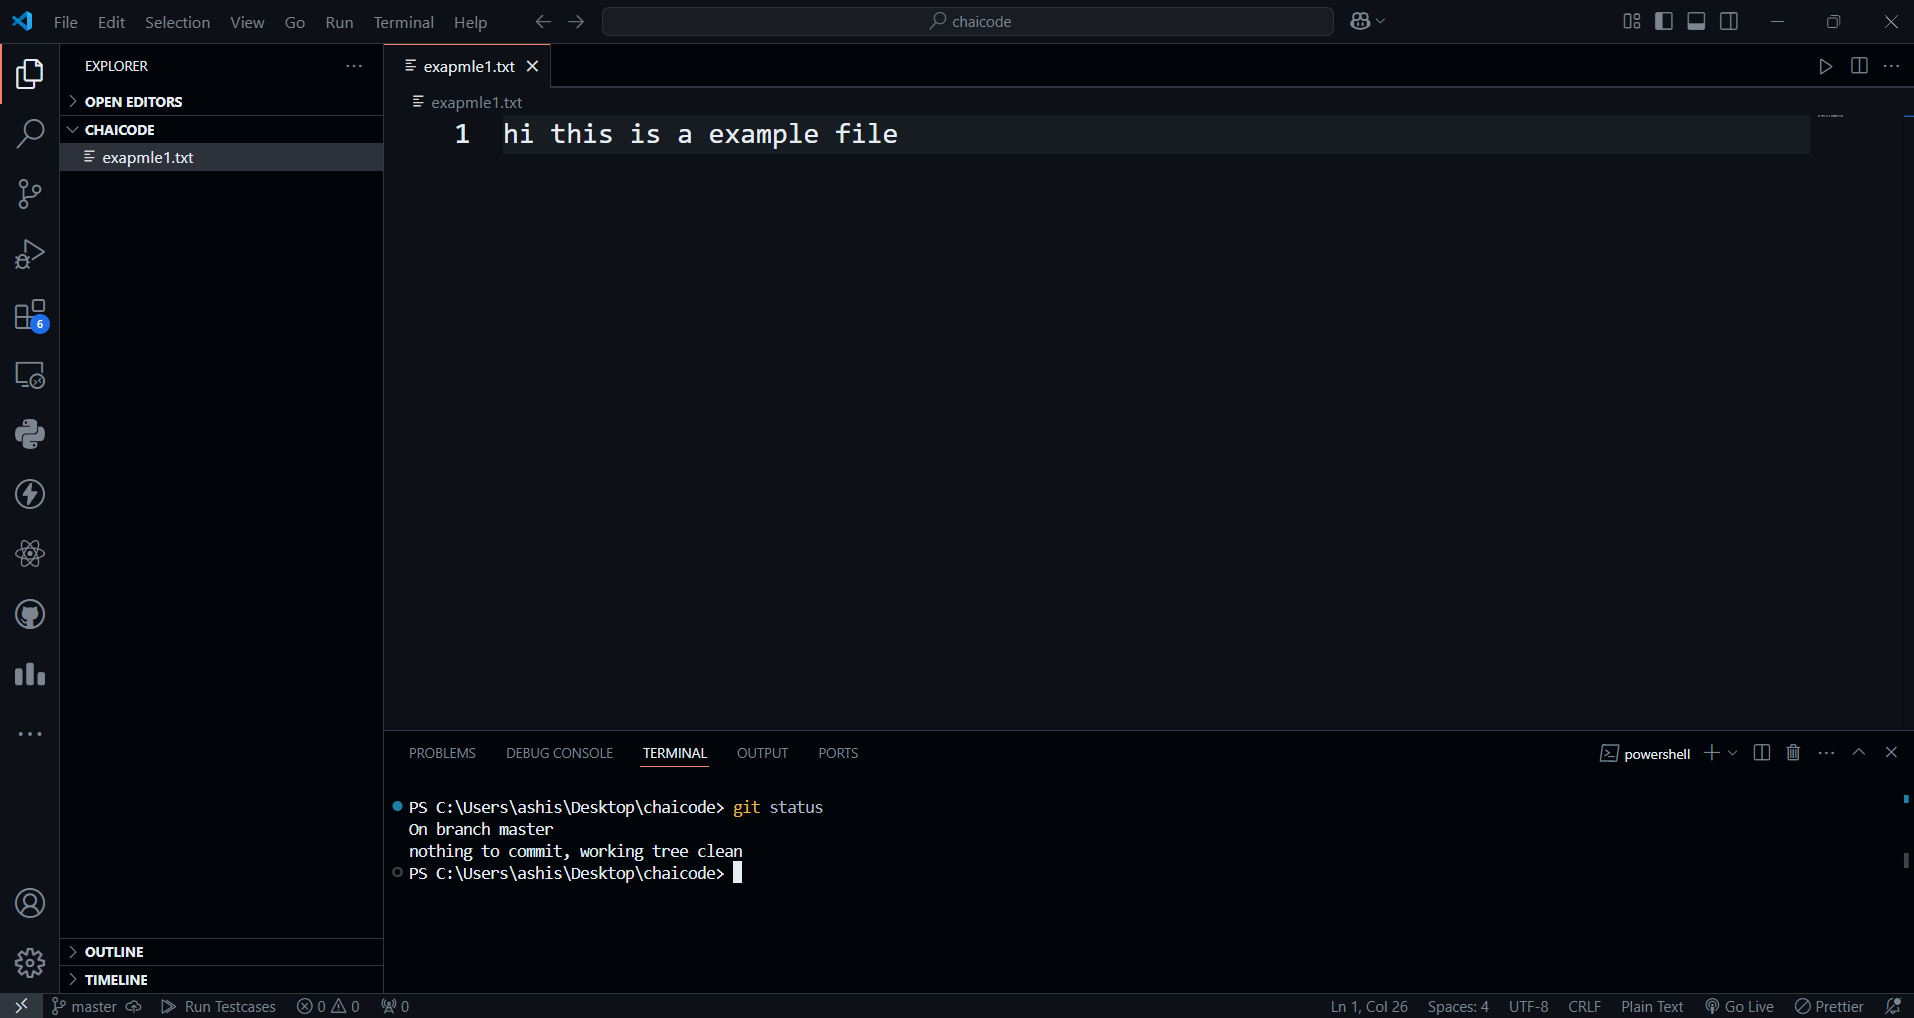 File Edit Selection View Go Run Terminal Help
chaicode
EXPLORER
OPEN EDITORS
CHAICODE
exapmle1.txt
6
OUTLINE
TIMELINE
exapmle1.txt
exapmle1.txt
1 hi this is a example file
PROBLEMS DEBUG CONSOLE TERMINAL OUTPUT PORTS
powershell
PS C:\Users\ashis\Desktop\chaicode> git status
On branch master
nothing to commit, working tree clean
PS C:\Users\ashis\Desktop\chaicode>
master Run Testcases 0 0 0
Ln 1, Col 26 Spaces: 4 UTF-8 CRLF Plain Text Go Live Prettier